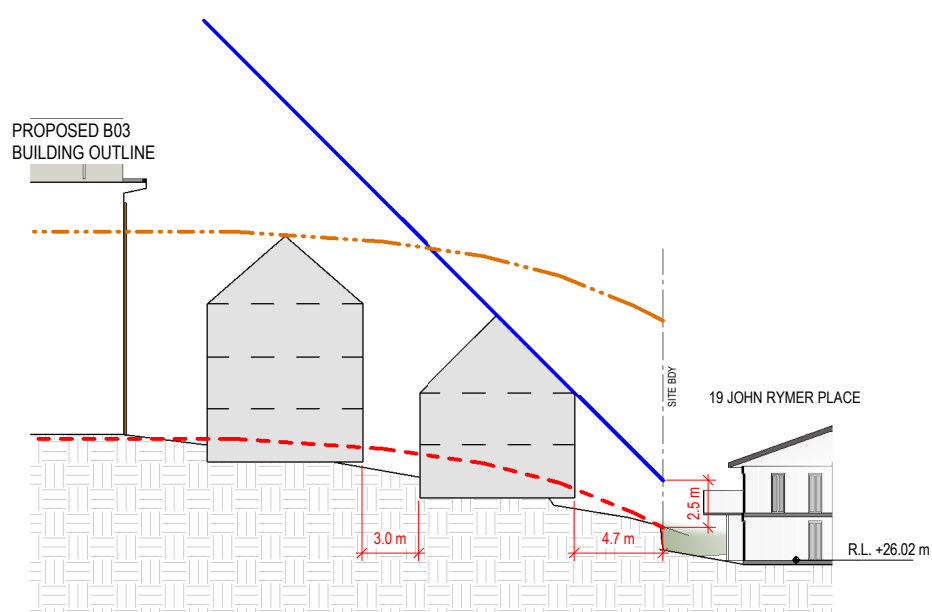 PROPOSED B03
BUILDING OUTLINE
SITE BDY
19 JOHN RYMER PLACE
2.5 m
3.0 m
4.7 m
R.L. +26.02 m